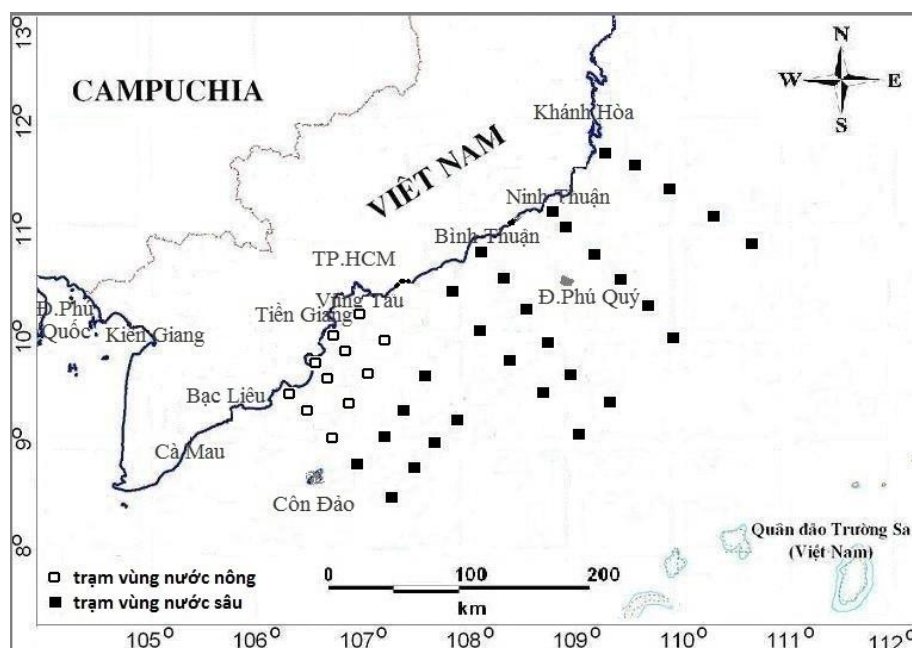 13°
N
CAMPUCHIA
W
E
S
12°
Khánh Hòa
VIỆT NAM
Ninh Thuận
11°
Bình Thuận
TP.HCM
Vũng Tàu
Đ.Phú
Quốc
Tiền Giang
Đ.Phú Quý
10°
Kiên Giang
Bạc Liêu
9°
Cà Mau
Côn Đảo
8°
Quân đảo Trường Sa
(Việt Nam)
trạm vùng nước nông
trạm vùng nước sâu
0 100 200
km
105° 106° 107° 108° 109° 110° 111° 112°